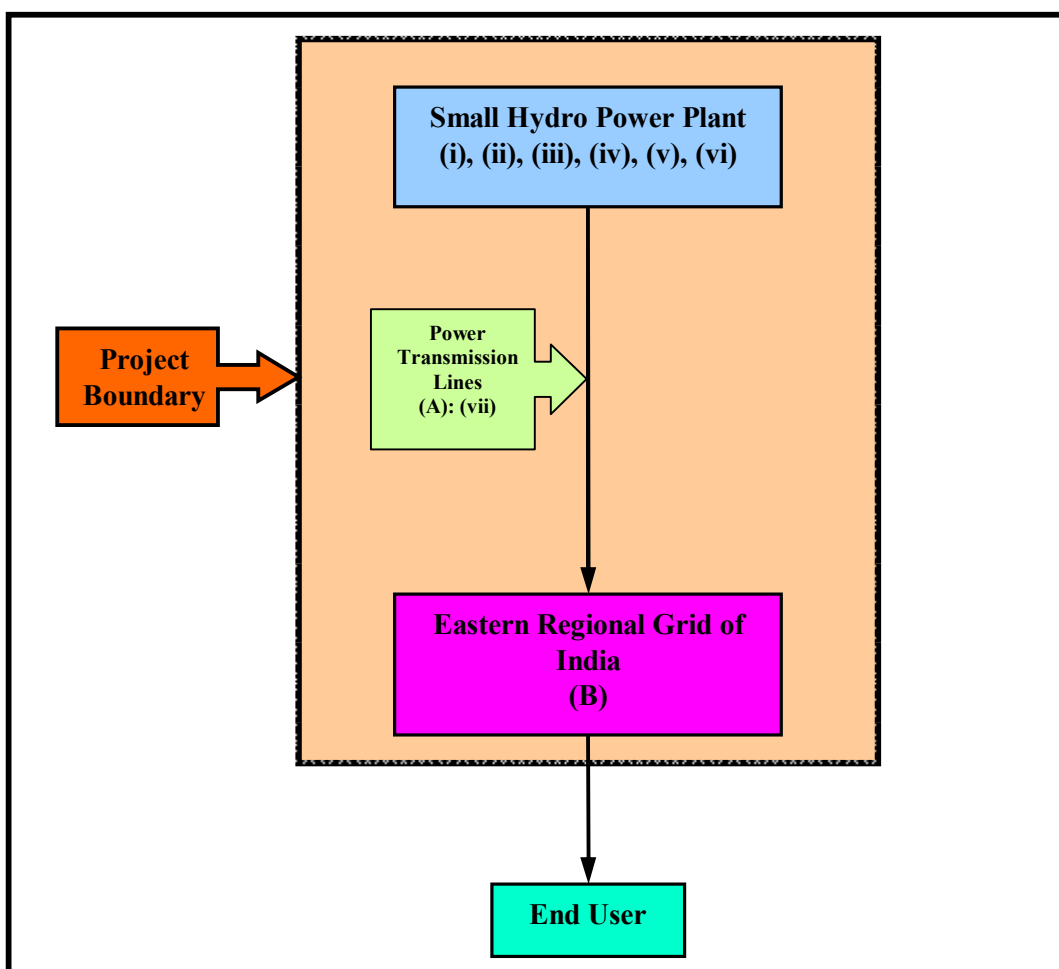 Small Hydro Power Plant
(i), (ii), (iii), (iv), (v), (vi)
Power
Transmission
Lines
(A): (vii)
Project
Boundary
Eastern Regional Grid of
India
(B)
End User